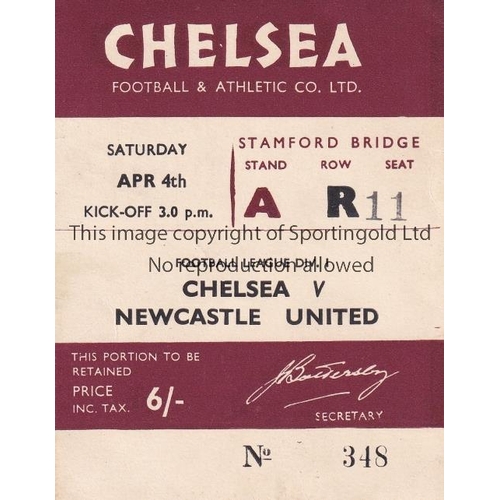 CHELSEA
FOOTBALL & ATHLETIC CO. LTD.
SATURDAY
APR 4th
KICK-OFF 3.0 p.m.
STAMFORD BRIDGE
STAND ROW SEAT
A R 11
This image copyright of Sportingold Ltd
No reproduction allowed
FOOTBALL LEAGUE DIV. I
CHELSEA V
NEWCASTLE UNITED
THIS PORTION TO BE
RETAINED
PRICE
INC. TAX. 6/-
SECRETARY
No 348